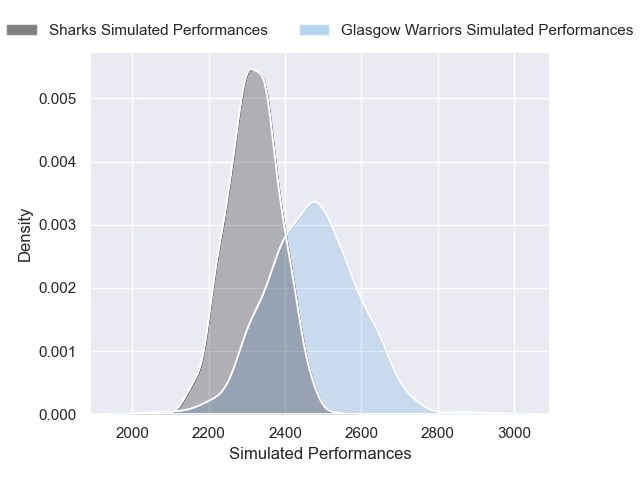 Sharks Simulated Performances
Glasgow Warriors Simulated Performances
0.005
0.004
0.003
0.002
0.001
0.000
Density
2000 2200 2400 2600 2800 3000
Simulated Performances